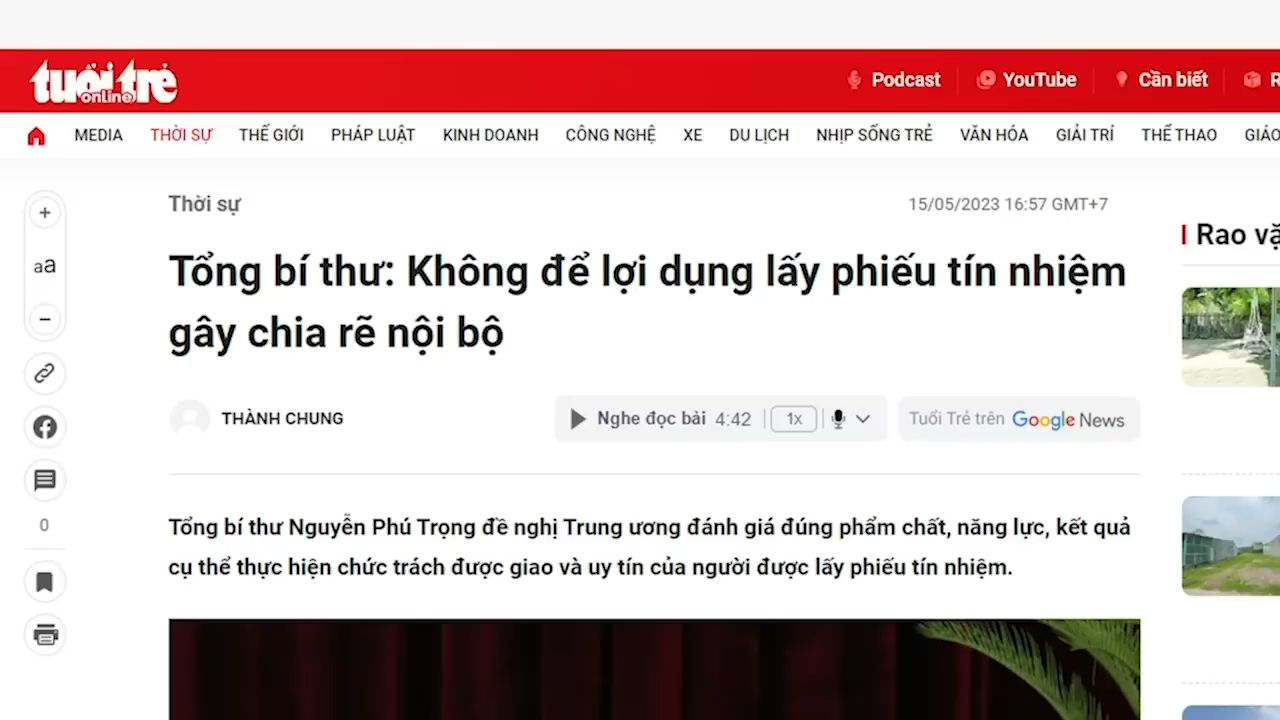 tuổi trẻ
online
Podcast
YouTube
Cần biết
R
MEDIA
THỜI SỰ
THẾ GIỚI
PHÁP LUẬT
KINH DOANH
CÔNG NGHỆ
XE
DU LỊCH
NHỊP SỐNG TRẺ
VĂN HÓA
GIẢI TRÍ
THỂ THAO
GIÁO
+
aa
−
0
Thời sự
15/05/2023 16:57 GMT+7
Tổng bí thư: Không để lợi dụng lấy phiếu tín nhiệm
gây chia rẽ nội bộ
THÀNH CHUNG
Nghe đọc bài 4:42
1x
Tuổi Trẻ trên Google News
Tổng bí thư Nguyễn Phú Trọng đề nghị Trung ương đánh giá đúng phẩm chất, năng lực, kết quả
cụ thể thực hiện chức trách được giao và uy tín của người được lấy phiếu tín nhiệm.
Rao vặ